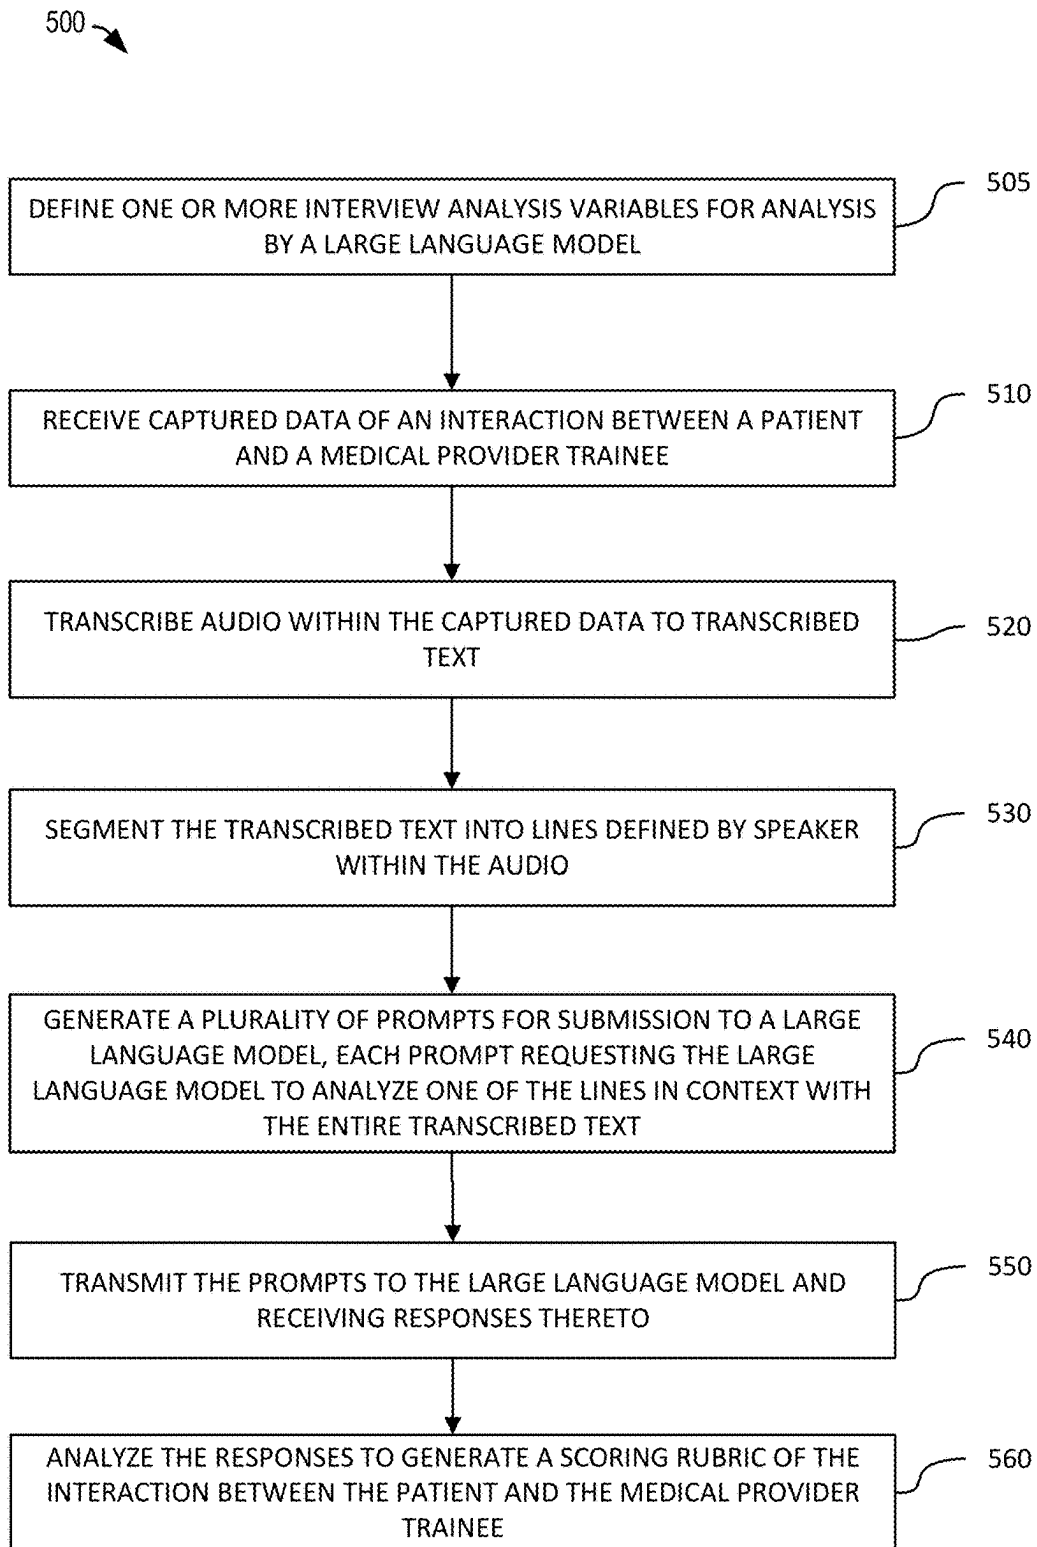 500
505
DEFINE ONE OR MORE INTERVIEW ANALYSIS VARIABLES FOR ANALYSIS
BY A LARGE LANGUAGE MODEL
510
RECEIVE CAPTURED DATA OF AN INTERACTION BETWEEN A PATIENT
AND A MEDICAL PROVIDER TRAINEE
520
TRANSCRIBE AUDIO WITHIN THE CAPTURED DATA TO TRANSCRIBED
TEXT
530
SEGMENT THE TRANSCRIBED TEXT INTO LINES DEFINED BY SPEAKER
WITHIN THE AUDIO
540
GENERATE A PLURALITY OF PROMPTS FOR SUBMISSION TO A LARGE
LANGUAGE MODEL, EACH PROMPT REQUESTING THE LARGE
LANGUAGE MODEL TO ANALYZE ONE OF THE LINES IN CONTEXT WITH
THE ENTIRE TRANSCRIBED TEXT
550
TRANSMIT THE PROMPTS TO THE LARGE LANGUAGE MODEL AND
RECEIVING RESPONSES THERETO
560
ANALYZE THE RESPONSES TO GENERATE A SCORING RUBRIC OF THE
INTERACTION BETWEEN THE PATIENT AND THE MEDICAL PROVIDER
TRAINEE